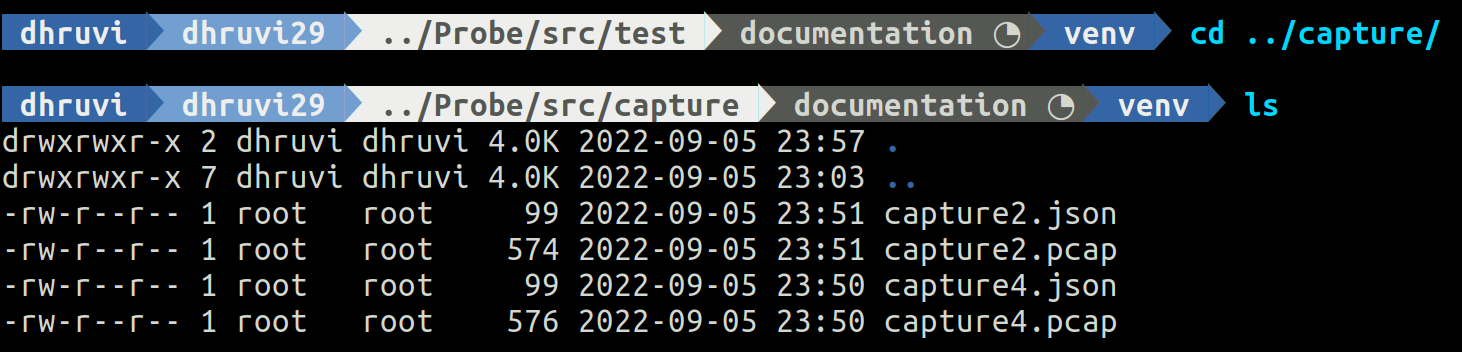 dhruvi dhruvi29 ../Probe/src/test documentation ◔ venv cd ../capture/
dhruvi dhruvi29 ../Probe/src/capture documentation ◔ venv ls
drwxrwxr-x 2 dhruvi dhruvi 4.0K 2022-09-05 23:57 .
drwxrwxr-x 7 dhruvi dhruvi 4.0K 2022-09-05 23:03 ..
-rw-r--r-- 1 root   root     99 2022-09-05 23:51 capture2.json
-rw-r--r-- 1 root   root    574 2022-09-05 23:51 capture2.pcap
-rw-r--r-- 1 root   root     99 2022-09-05 23:50 capture4.json
-rw-r--r-- 1 root   root    576 2022-09-05 23:50 capture4.pcap